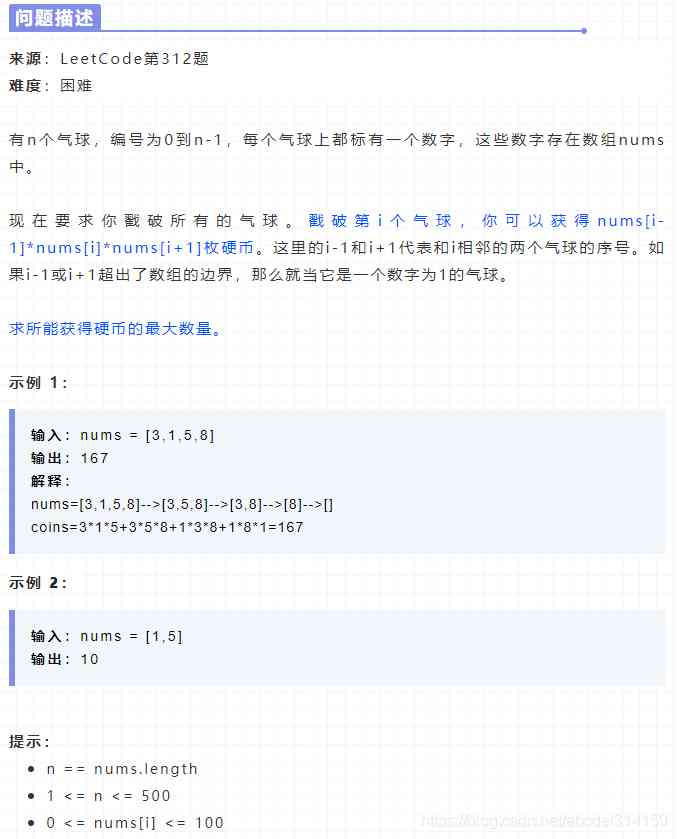 问题描述
来源：LeetCode第312题
难度：困难
有n个气球，编号为0到n-1，每个气球上都标有一个数字，这些数字存在数组nums
中。
现在要求你戳破所有的气球。戳破第i个气球，你可以获得nums[i-
1]*nums[i]*nums[i+1]枚硬币。这里的i-1和i+1代表和i相邻的两个气球的序号。如
果i-1或i+1超出了数组的边界，那么就当它是一个数字为1的气球。
求所能获得硬币的最大数量。
示例 1：
输入：nums = [3,1,5,8]
输出：167
解释：
nums=[3,1,5,8]-->[3,5,8]-->[3,8]-->[8]-->[]
coins=3*1*5+3*5*8+1*3*8+1*8*1=167
示例 2：
输入：nums = [1,5]
输出：10
提示：
• n == nums.length
• 1 <= n <= 500
• 0 <= nums[i] <= 100